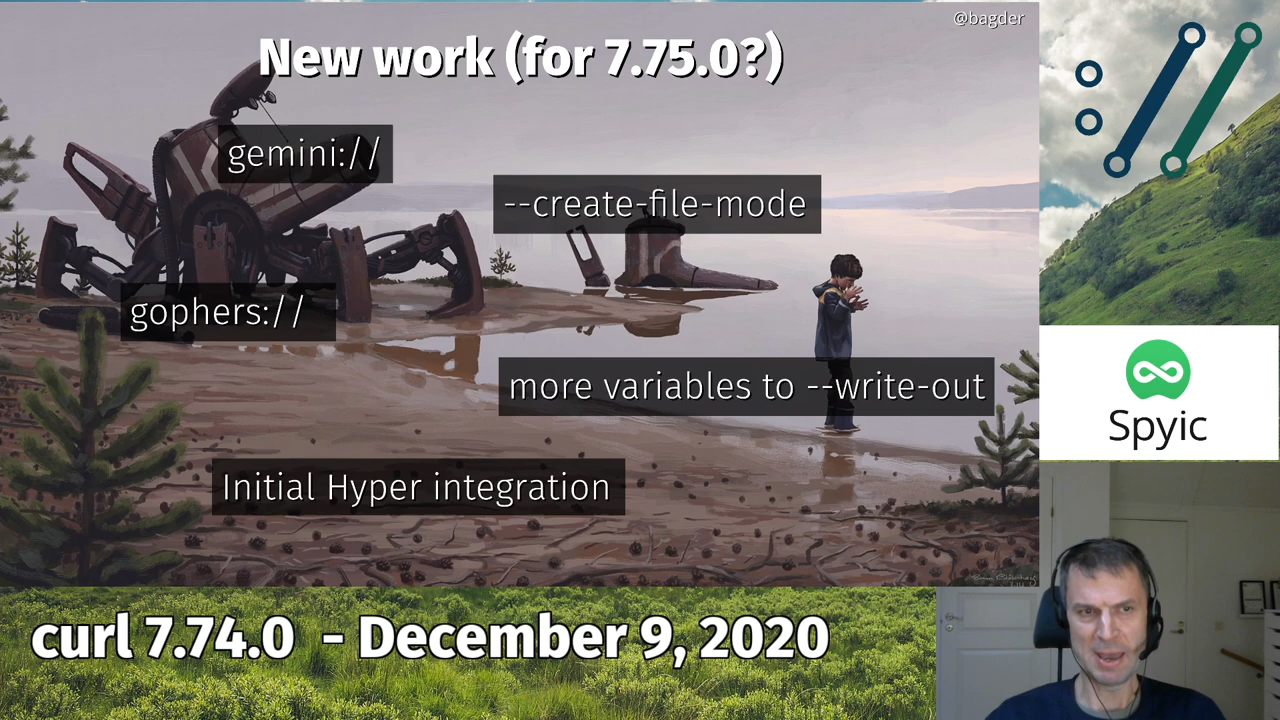 @bagder
New work (for 7.75.0?)
gemini://
--create-file-mode
gophers://
more variables to --write-out
Initial Hyper integration
Spyic
curl 7.74.0 - December 9, 2020